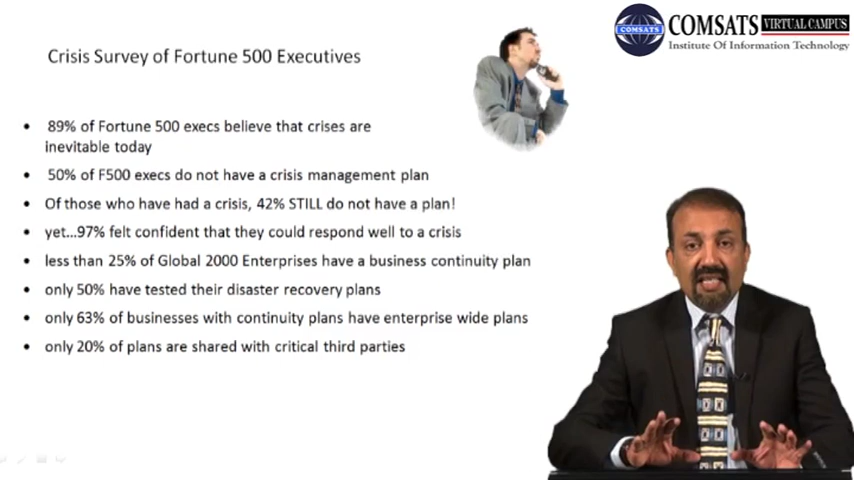 COMSATS VIRTUAL CAMPUS
COMSATS
Institute Of Information Technology
Crisis Survey of Fortune 500 Executives
• 89% of Fortune 500 execs believe that crises are
inevitable today
• 50% of F500 execs do not have a crisis management plan
• Of those who have had a crisis, 42% STILL do not have a plan!
• yet...97% felt confident that they could respond well to a crisis
• less than 25% of Global 2000 Enterprises have a business continuity plan
• only 50% have tested their disaster recovery plans
• only 63% of businesses with continuity plans have enterprise wide plans
• only 20% of plans are shared with critical third parties